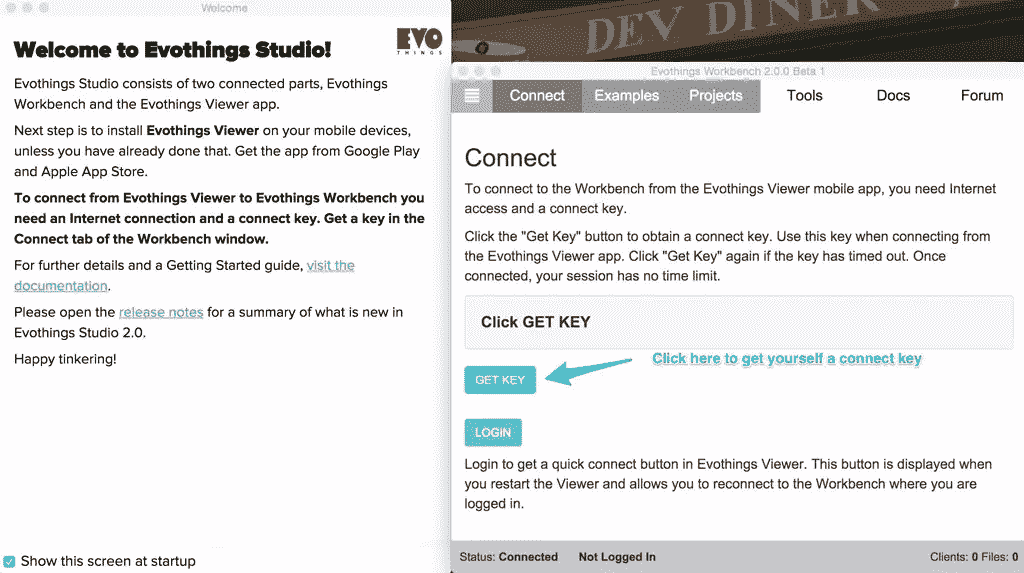 Welcome
Welcome to Evothings Studio!
EVO
THINGS
Evothings Studio consists of two connected parts, Evothings
Workbench and the Evothings Viewer app.
Next step is to install Evothings Viewer on your mobile devices,
unless you have already done that. Get the app from Google Play
and Apple App Store.
To connect from Evothings Viewer to Evothings Workbench you
need an Internet connection and a connect key. Get a key in the
Connect tab of the Workbench window.
For further details and a Getting Started guide, visit the
documentation.
Please open the release notes for a summary of what is new in
Evothings Studio 2.0.
Happy tinkering!
Show this screen at startup
DEV DINER
Evothings Workbench 2.0.0 Beta 1
Connect Examples Projects Tools Docs Forum
Connect
To connect to the Workbench from the Evothings Viewer mobile app, you need Internet
access and a connect key.
Click the "Get Key" button to obtain a connect key. Use this key when connecting from
the Evothings Viewer app. Click "Get Key" again if the key has timed out. Once
connected, your session has no time limit.
Click GET KEY
Click here to get yourself a connect key
GET KEY
LOGIN
Login to get a quick connect button in Evothings Viewer. This button is displayed when
you restart the Viewer and allows you to reconnect to the Workbench where you are
logged in.
Status: Connected Not Logged In Clients: 0 Files: 0